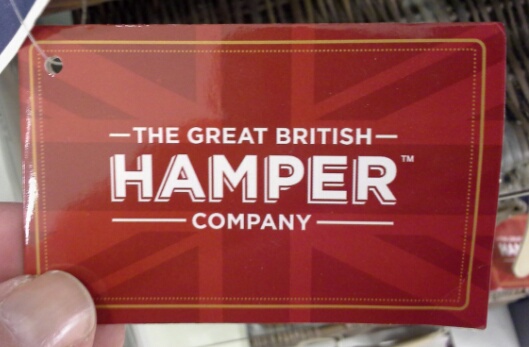 THE GREAT BRITISH
HAMPER™
COMPANY